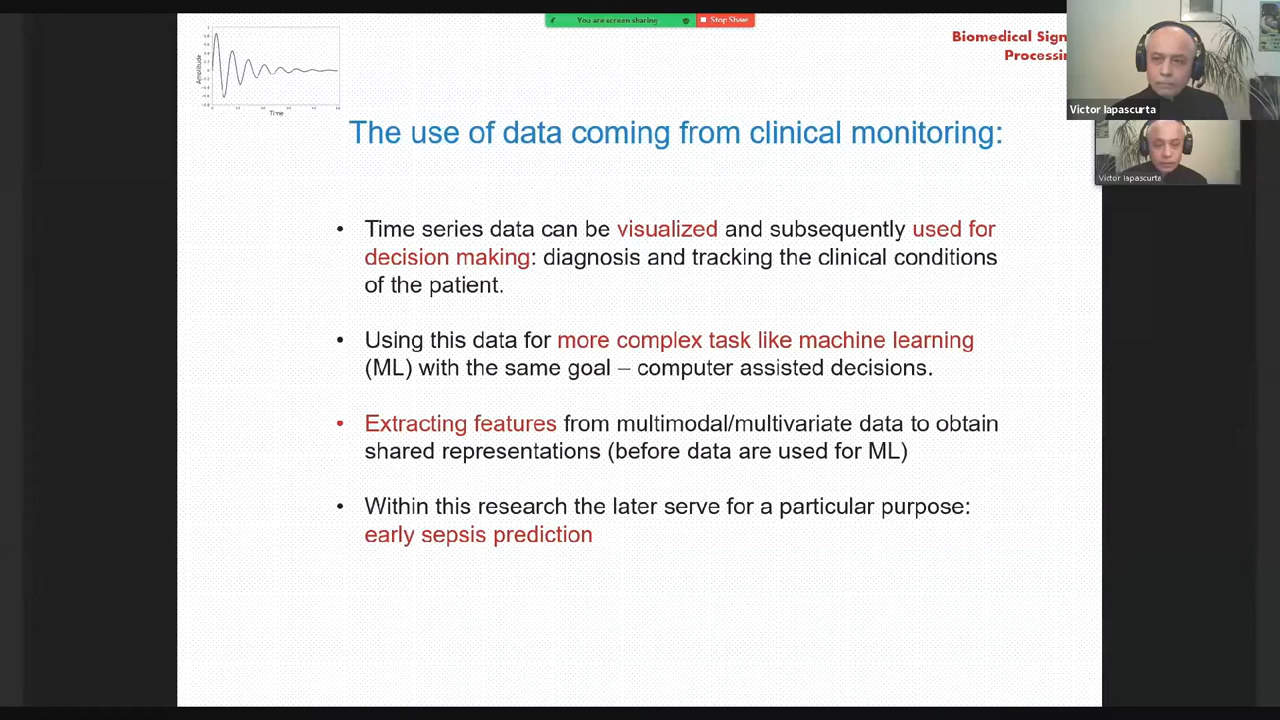 You are screen sharing
Stop Share
Biomedical Sign
Processin
Amplitude
Time
Victor Iapascurta
Victor Iapascurta
The use of data coming from clinical monitoring:
• Time series data can be visualized and subsequently used for
decision making: diagnosis and tracking the clinical conditions
of the patient.
• Using this data for more complex task like machine learning
(ML) with the same goal – computer assisted decisions.
• Extracting features from multimodal/multivariate data to obtain
shared representations (before data are used for ML)
• Within this research the later serve for a particular purpose:
early sepsis prediction